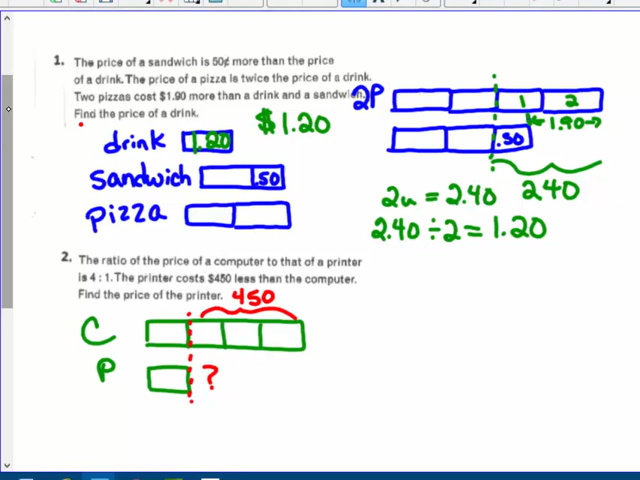 1. The price of a sandwich is 50¢ more than the price
of a drink. The price of a pizza is twice the price of a drink.
Two pizzas cost $1.90 more than a drink and a sandwich.
Find the price of a drink.
$1.20
drink 1.20
sandwich .50
pizza
2P 1 2
1.90
.50
240
2u = 2.40
2.40 ÷ 2 = 1.20
2. The ratio of the price of a computer to that of a printer
is 4 : 1. The printer costs $450 less than the computer.
Find the price of the printer.
450
C
P ?